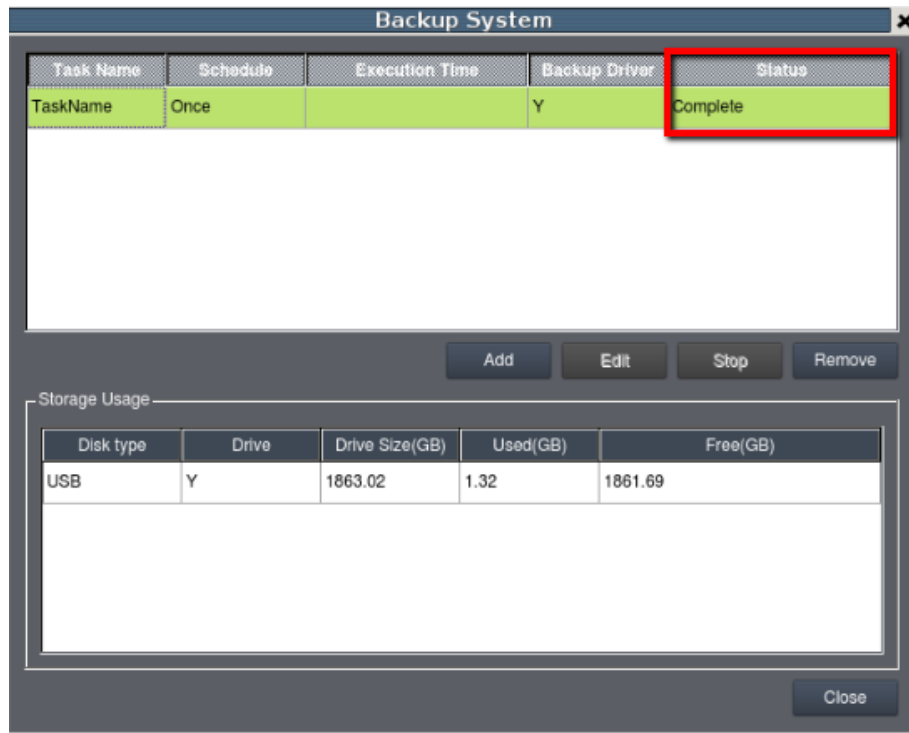 Backup System
Task Name Schedule Execution Time Backup Driver Status
TaskName Once Y Complete
Add Edit Stop Remove
Storage Usage
Disk type Drive Drive Size(GB) Used(GB) Free(GB)
USB Y 1863.02 1.32 1861.69
Close